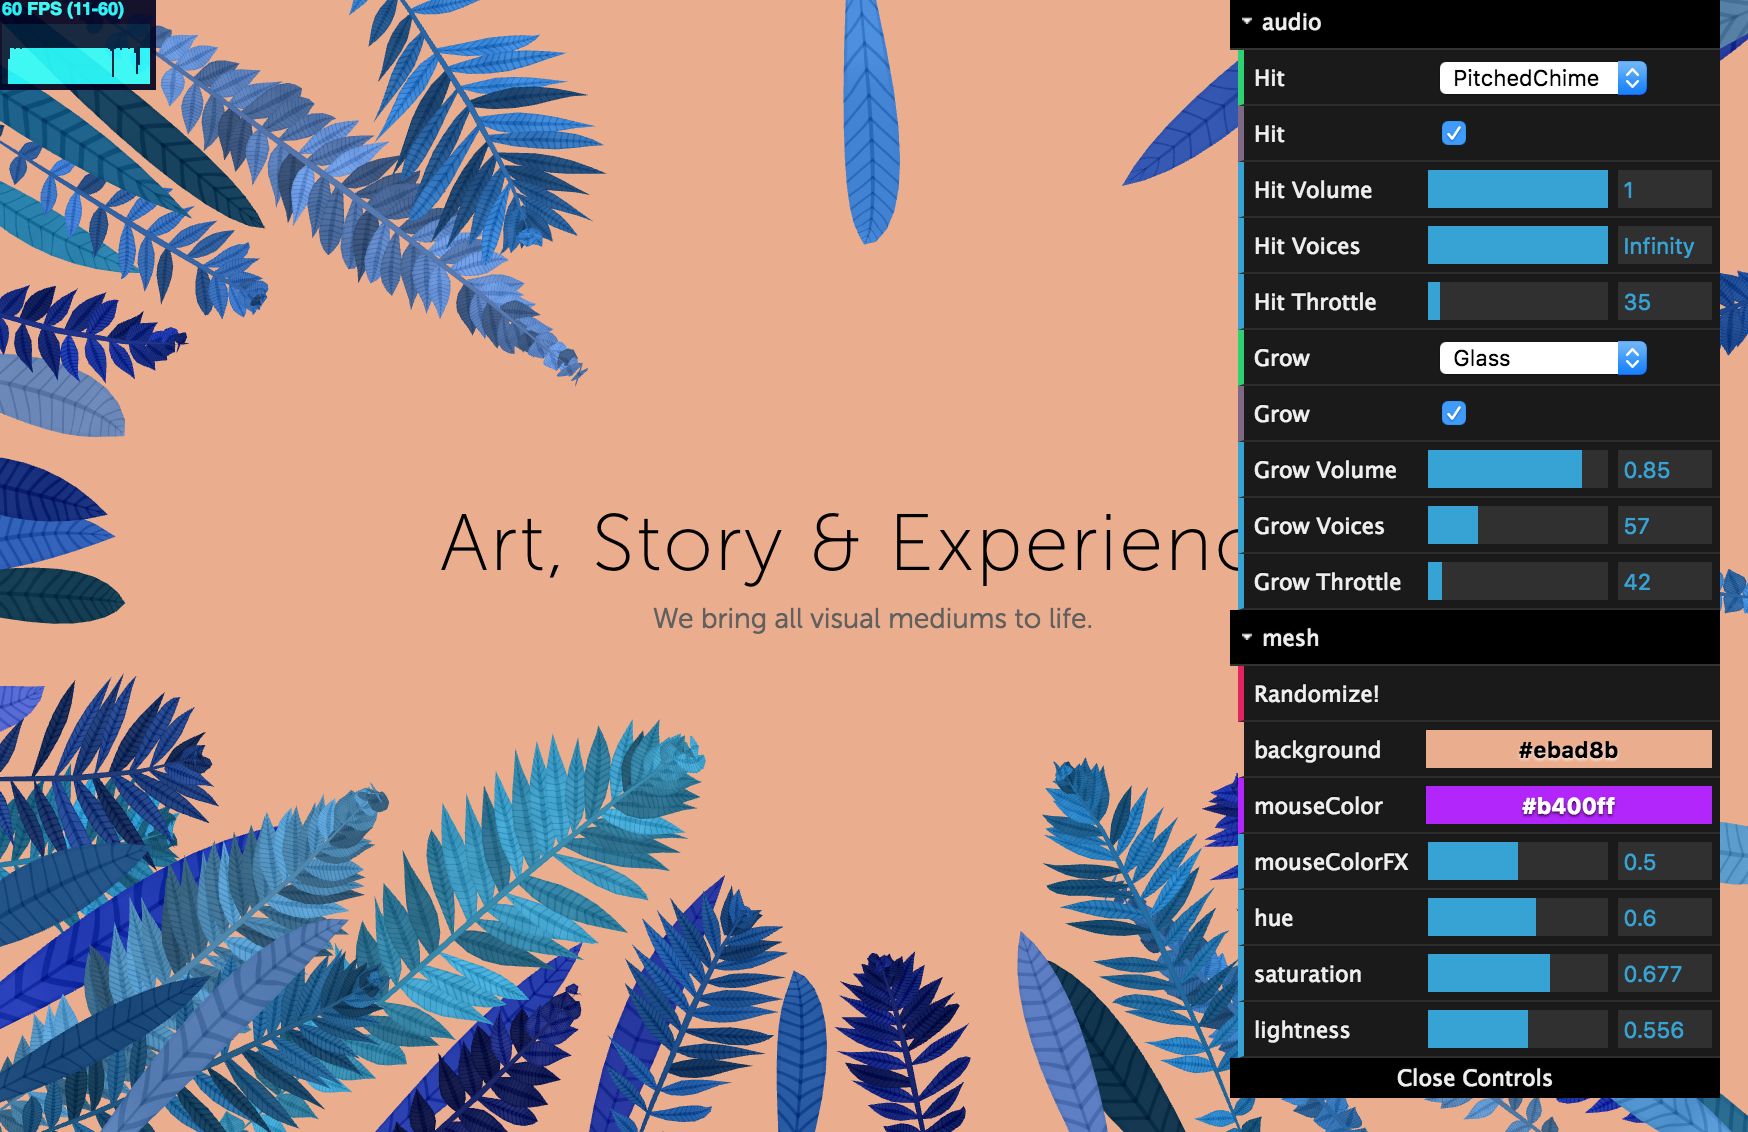 60 FPS (11-60)
audio
Hit PitchedChime
Hit
Hit Volume 1
Hit Voices Infinity
Hit Throttle 35
Grow Glass
Grow
Grow Volume 0.85
Grow Voices 57
Grow Throttle 42
mesh
Randomize!
background #ebad8b
mouseColor #b400ff
mouseColorFX 0.5
hue 0.6
saturation 0.677
lightness 0.556
Close Controls
Art, Story & Experienc
We bring all visual mediums to life.